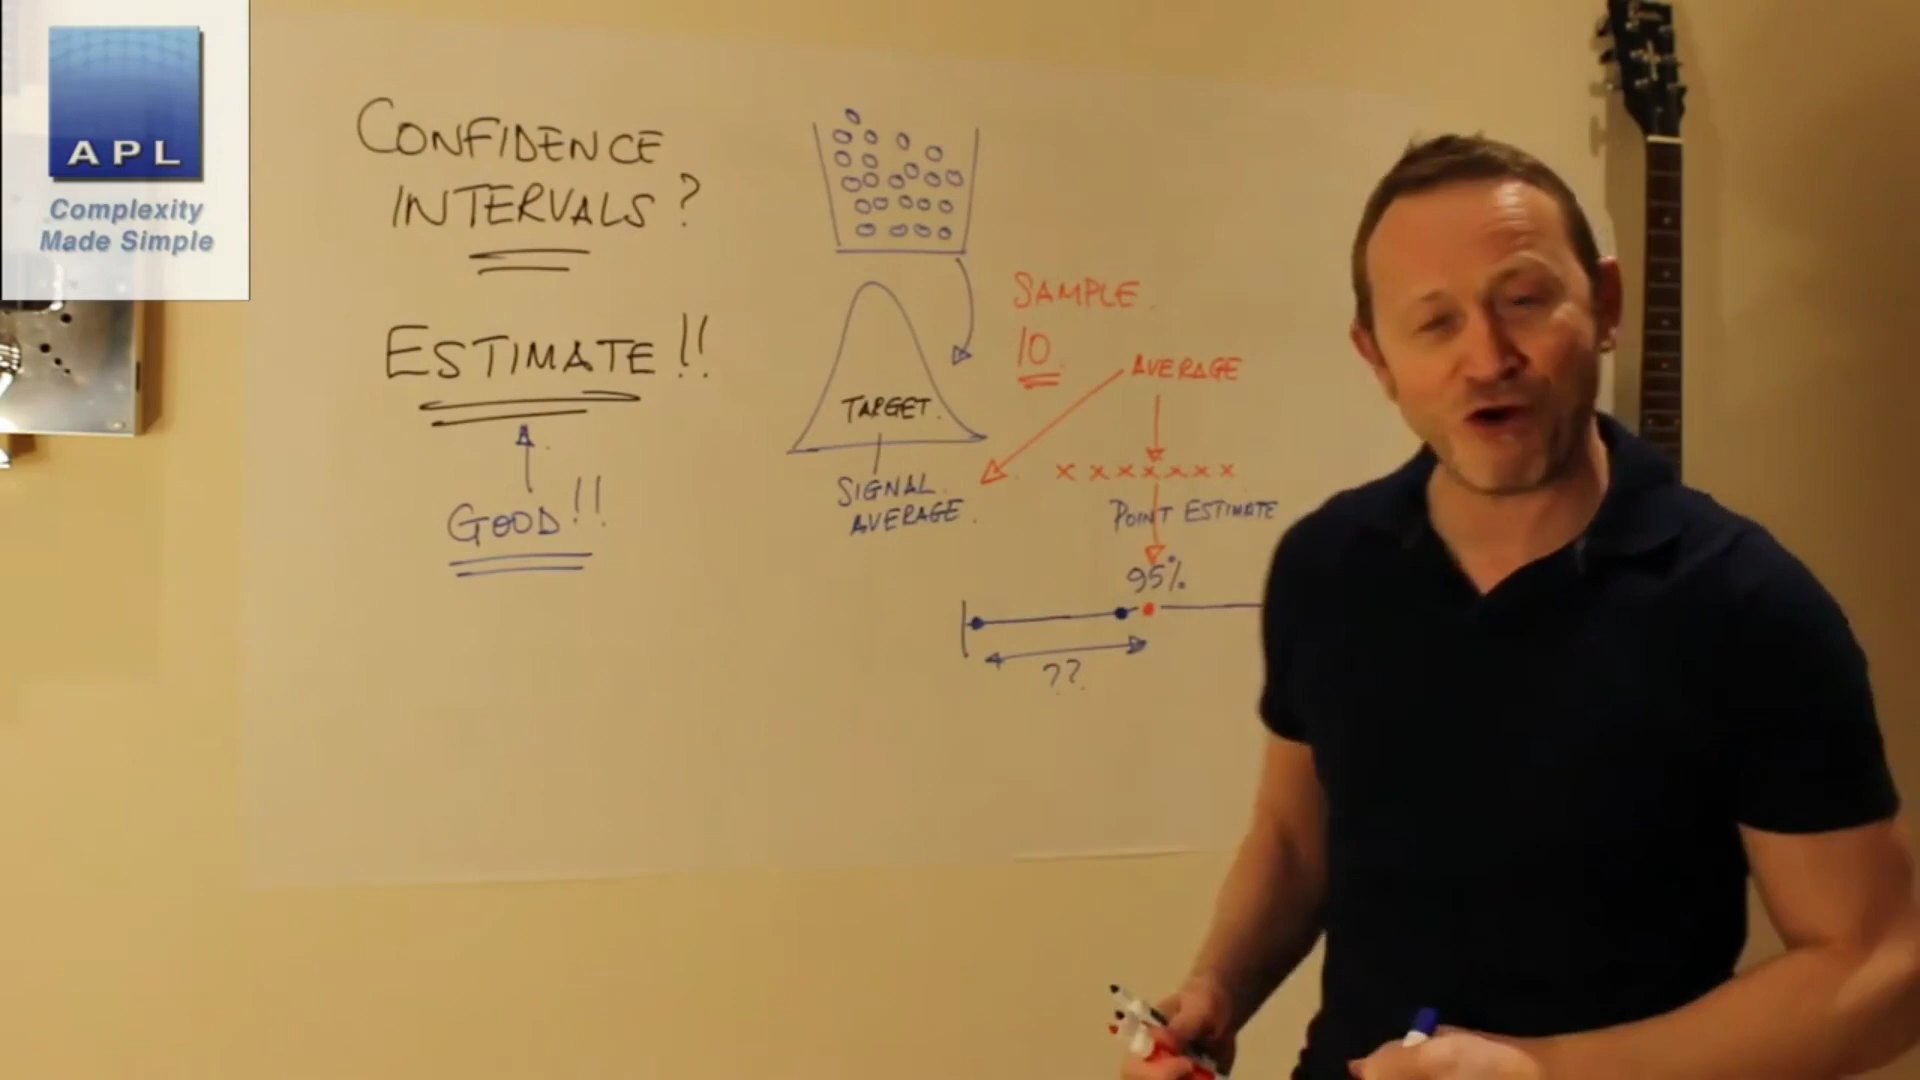 APL
Complexity
Made Simple
CONFIDENCE
INTERVALS?
ESTIMATE!!
GOOD!!
TARGET.
SIGNAL
AVERAGE.
SAMPLE.
10.
AVERAGE
x x x x x x x
POINT ESTIMATE
95%
??